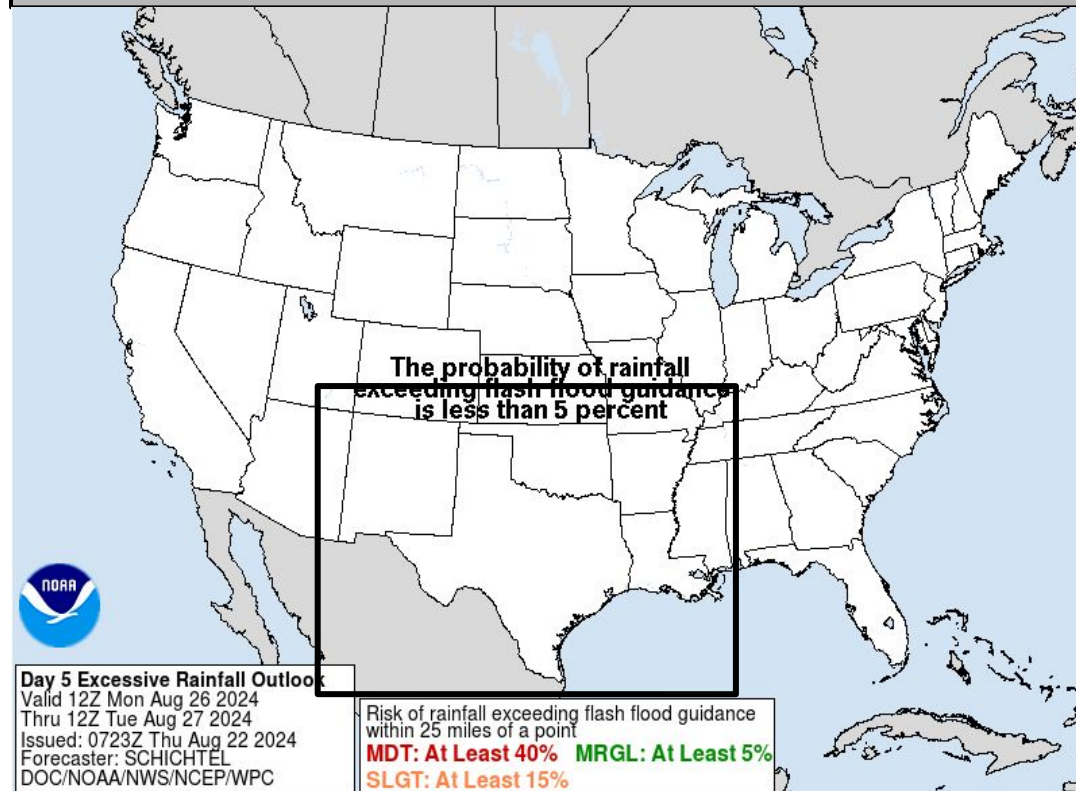 The probability of rainfall
exceeding flash flood guidance
is less than 5 percent
NOAA
Day 5 Excessive Rainfall Outlook
Valid 12Z Mon Aug 26 2024
Thru 12Z Tue Aug 27 2024
Issued: 0723Z Thu Aug 22 2024
Forecaster: SCHICHTEL
DOC/NOAA/NWS/NCEP/WPC
Risk of rainfall exceeding flash flood guidance
within 25 miles of a point
MDT: At Least 40% MRGL: At Least 5%
SLGT: At Least 15%